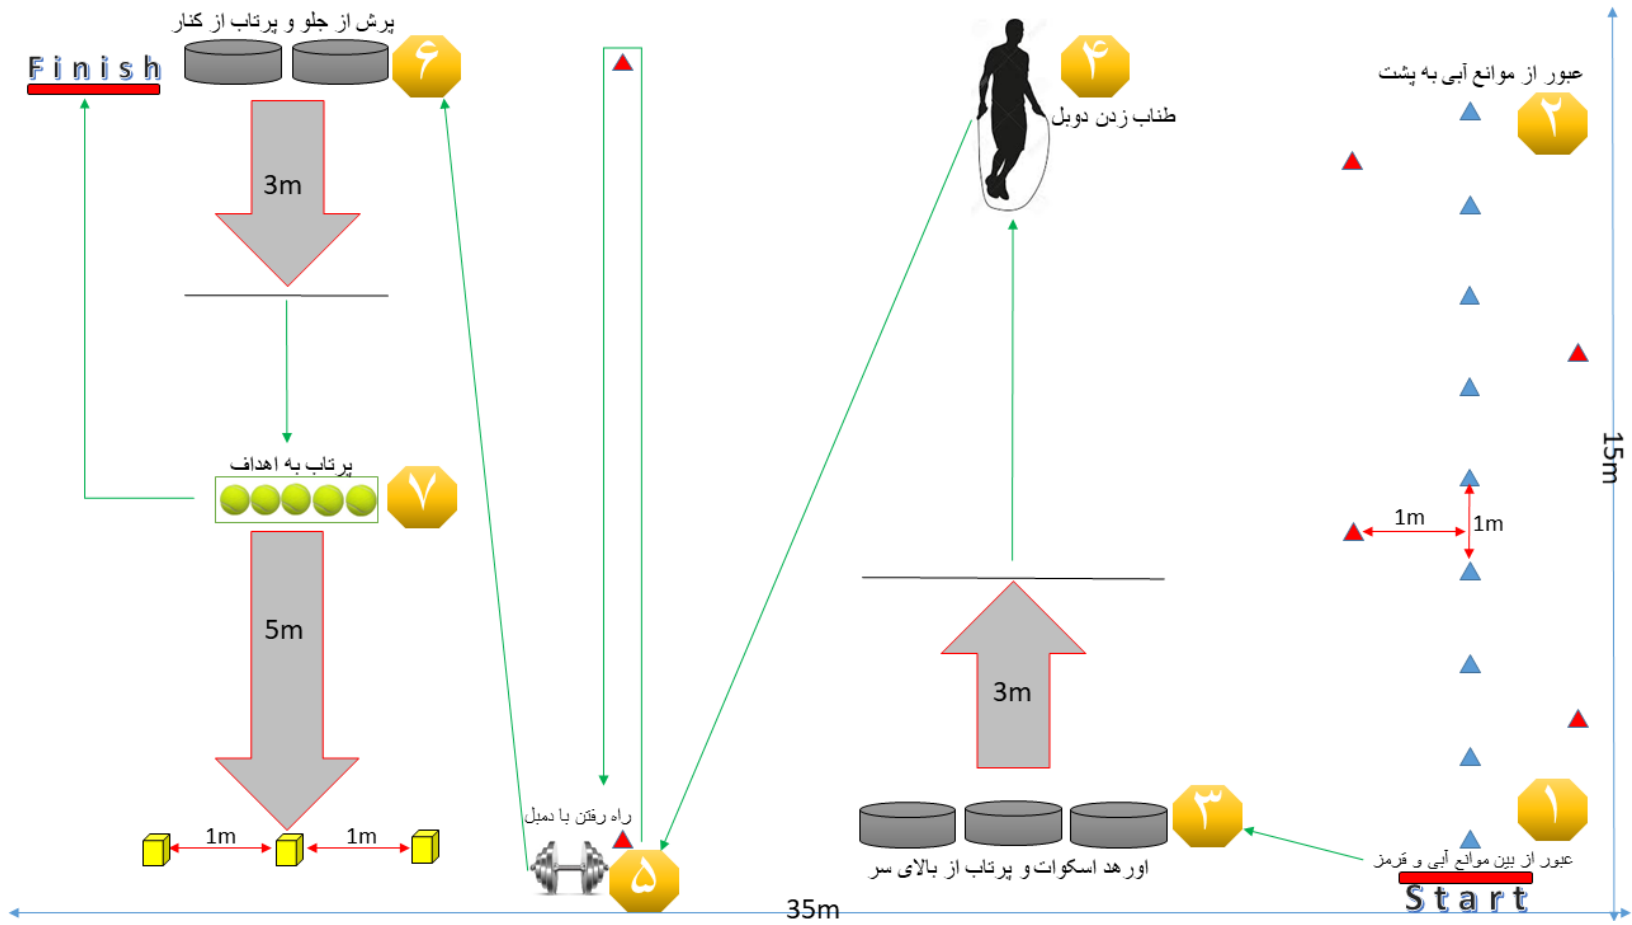 پرش از جلو و پرتاب از کنار
۶
Finish
3m
پرتاب به اهداف
۷
5m
1m
1m
راه رفتن با دمبل
۵
۴
طناب زدن دوبل
3m
۳
اورهد اسکوات و پرتاب از بالای سر
عبور از موانع آبی به پشت
۲
1m
1m
15m
۱
عبور از بین موانع آبی و قرمز
Start
35m